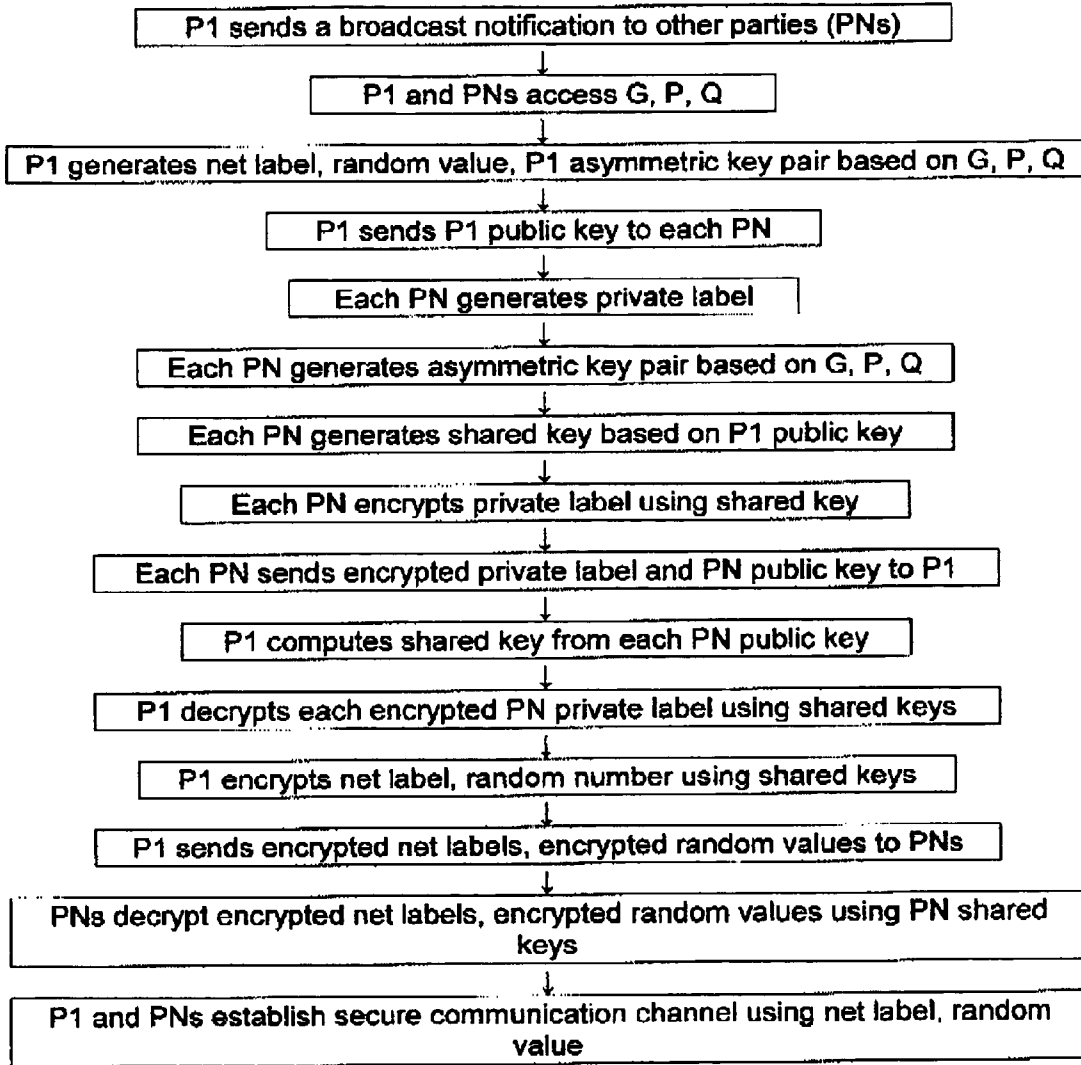 P1 sends a broadcast notification to other parties (PNs)
P1 and PNs access G, P, Q
P1 generates net label, random value, P1 asymmetric key pair based on G, P, Q
P1 sends P1 public key to each PN
Each PN generates private label
Each PN generates asymmetric key pair based on G, P, Q
Each PN generates shared key based on P1 public key
Each PN encrypts private label using shared key
Each PN sends encrypted private label and PN public key to P1
P1 computes shared key from each PN public key
P1 decrypts each encrypted PN private label using shared keys
P1 encrypts net label, random number using shared keys
P1 sends encrypted net labels, encrypted random values to PNs
PNs decrypt encrypted net labels, encrypted random values using PN shared
keys
P1 and PNs establish secure communication channel using net label, random
value